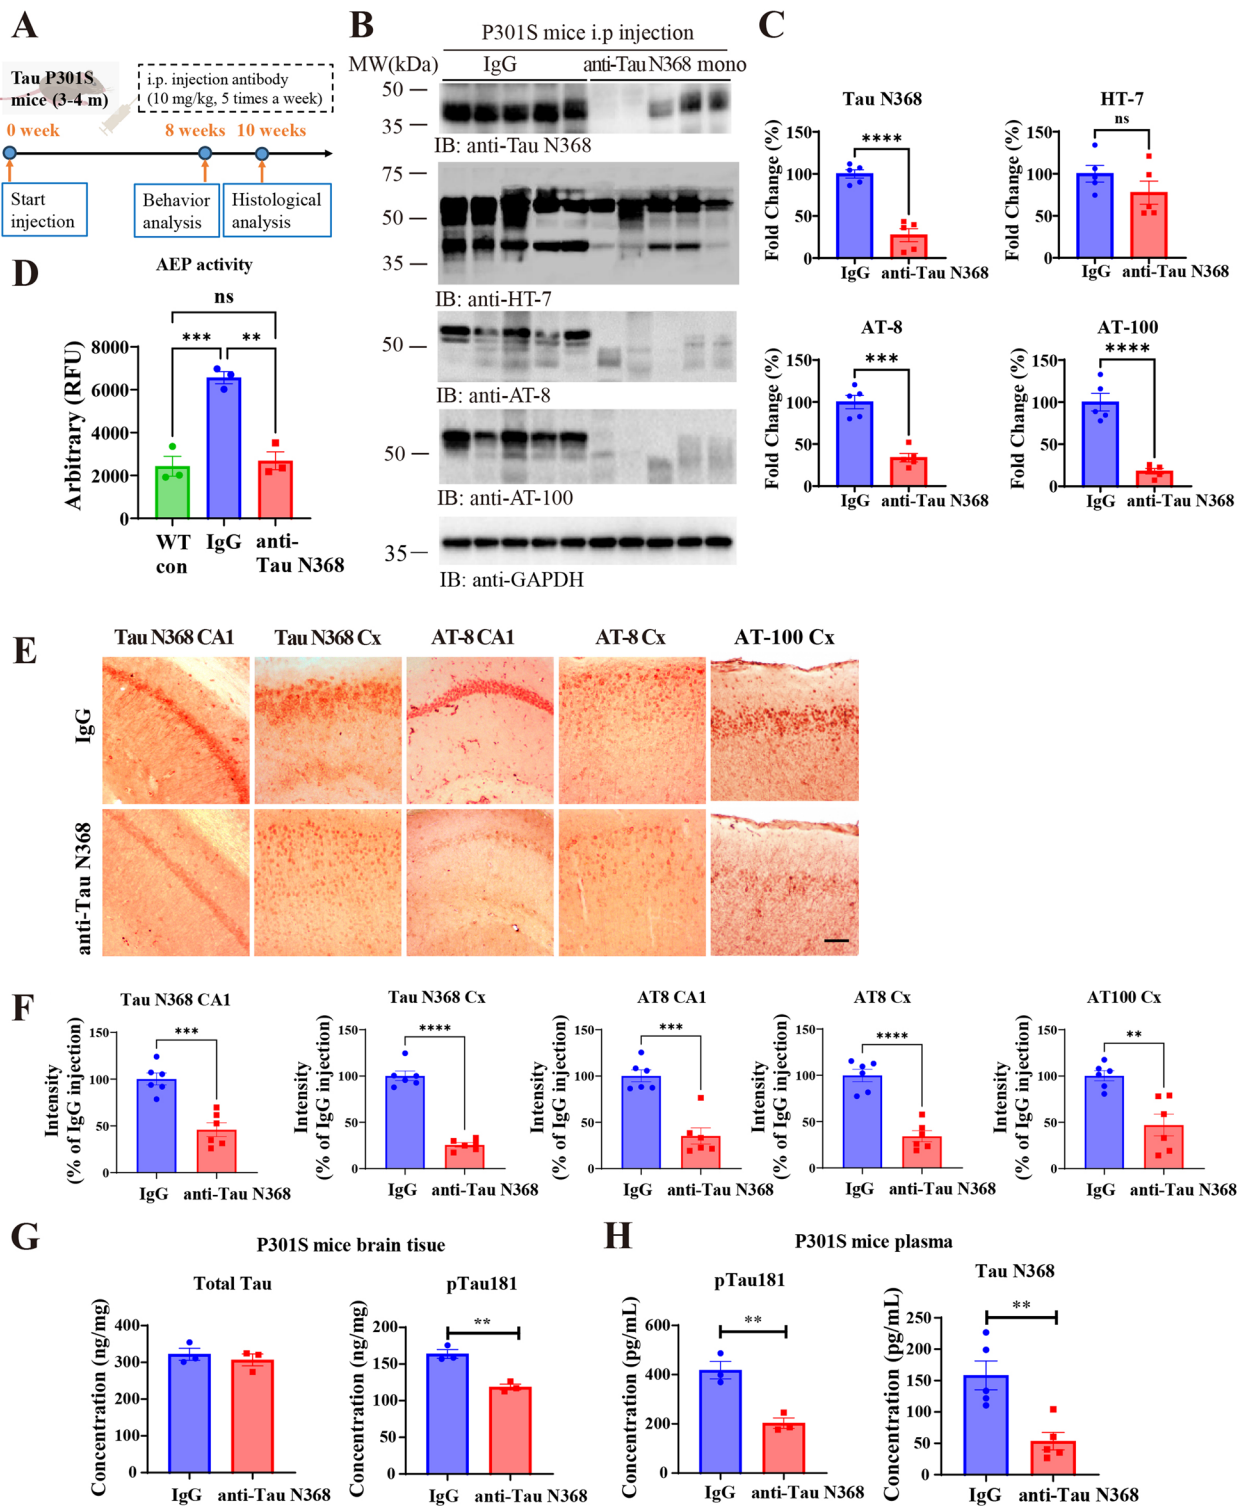 A
Tau P301S
mice (3-4 m)
i.p. injection antibody
(10 mg/kg, 5 times a week)
0 week
8 weeks
10 weeks
Start
injection
Behavior
analysis
Histological
analysis
B
P301S mice i.p injection
MW(kDa)
IgG
anti-Tau N368 mono
50
35
IB: anti-Tau N368
75
50
35
IB: anti-HT-7
50
IB: anti-AT-8
50
IB: anti-AT-100
35
IB: anti-GAPDH
C
Tau N368
Fold Change (%)
150
100
50
0
****
IgG
anti-Tau N368
HT-7
Fold Change (%)
150
100
50
0
ns
IgG
anti-Tau N368
AT-8
Fold Change (%)
150
100
50
0
***
IgG
anti-Tau N368
AT-100
Fold Change (%)
150
100
50
0
****
IgG
anti-Tau N368
D
AEP activity
Arbitrary (RFU)
8000
6000
4000
2000
0
ns
***
**
WT
con
IgG
anti-
Tau N368
E
Tau N368 CA1
Tau N368 Cx
AT-8 CA1
AT-8 Cx
AT-100 Cx
IgG
anti-Tau N368
F
Tau N368 CA1
Intensity
(% of IgG injection)
150
100
50
0
***
IgG
anti-Tau N368
Tau N368 Cx
Intensity
(% of IgG injection)
150
100
50
0
****
IgG
anti-Tau N368
AT8 CA1
Intensity
(% of IgG injection)
150
100
50
0
***
IgG
anti-Tau N368
AT8 Cx
Intensity
(% of IgG injection)
150
100
50
0
****
IgG
anti-Tau N368
AT100 Cx
Intensity
(% of IgG injection)
150
100
50
0
**
IgG
anti-Tau N368
G
P301S mice brain tissue
Total Tau
Concentration (ng/mg)
400
300
200
100
0
IgG
anti-Tau N368
pTau181
Concentration (ng/mg)
200
150
100
50
0
**
IgG
anti-Tau N368
H
P301S mice plasma
pTau181
Concentration (pg/mL)
600
400
200
0
**
IgG
anti-Tau N368
Tau N368
Concentration (pg/mL)
250
200
150
100
50
0
**
IgG
anti-Tau N368